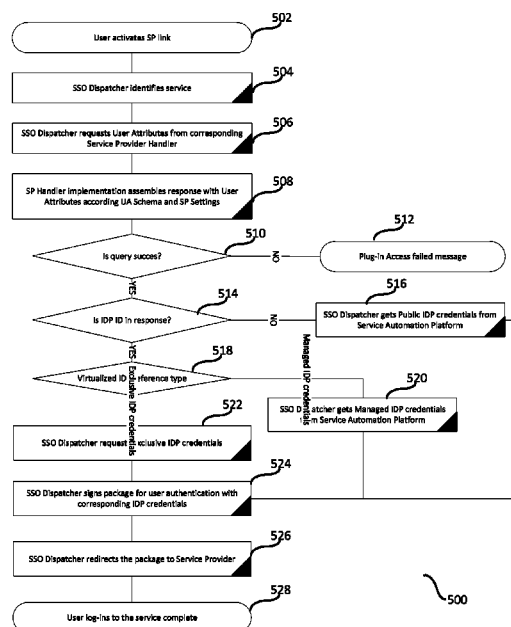 502
User activates SP link
504
SSO Dispatcher identifies service
506
SSO Dispatcher requests User Attributes from corresponding
Service Provider Handler
508
SP Handler implementation assembles response with User
Attributes according UA Schema and SP Settings
510
Is query succes?
NO
512
Plug-in Access failed message
YES
514
Is IDP ID in response?
NO
516
SSO Dispatcher gets Public IDP credentials from
Service Automation Platform
YES
518
Virtualized ID reference type
Exclusive IDP credentials
Managed IDP credentials
520
SSO Dispatcher gets Managed IDP credentials
from Service Automation Platform
522
SSO Dispatcher request Exclusive IDP credentials
524
SSO Dispatcher signs package for user authentication with
corresponding IDP credentials
526
SSO Dispatcher redirects the package to Service Provider
528
User log-ins to the service complete
500